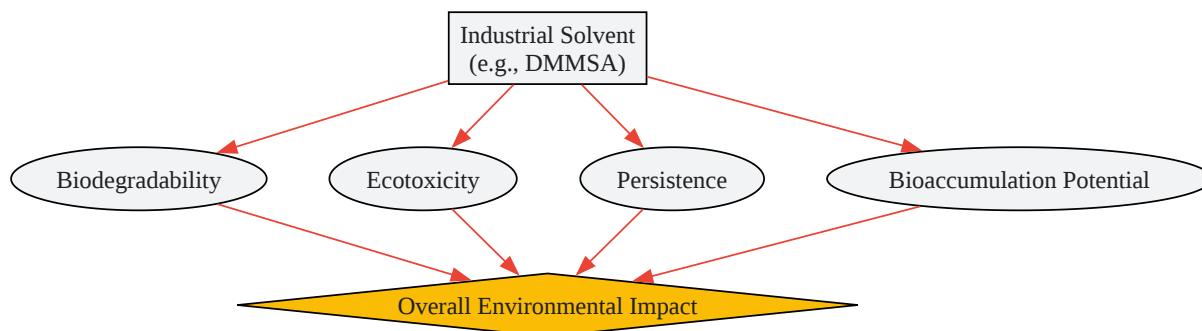 Industrial Solvent
(e.g., DMMSA)
Biodegradability
Ecotoxicity
Persistence
Bioaccumulation Potential
Overall Environmental Impact